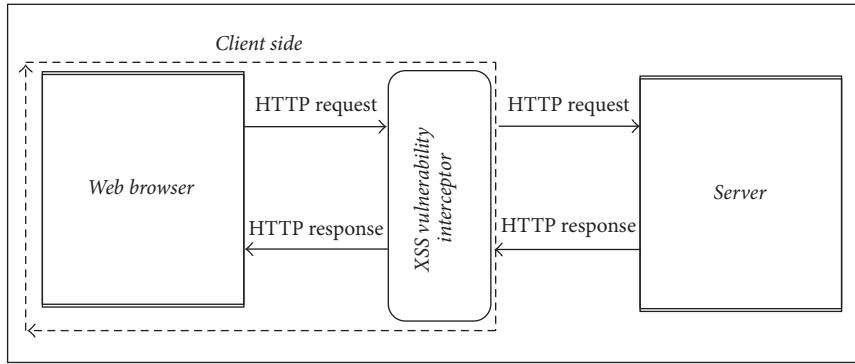 Client side
HTTP request
HTTP request
Web browser
XSS vulnerability
interceptor
Server
HTTP response
HTTP response